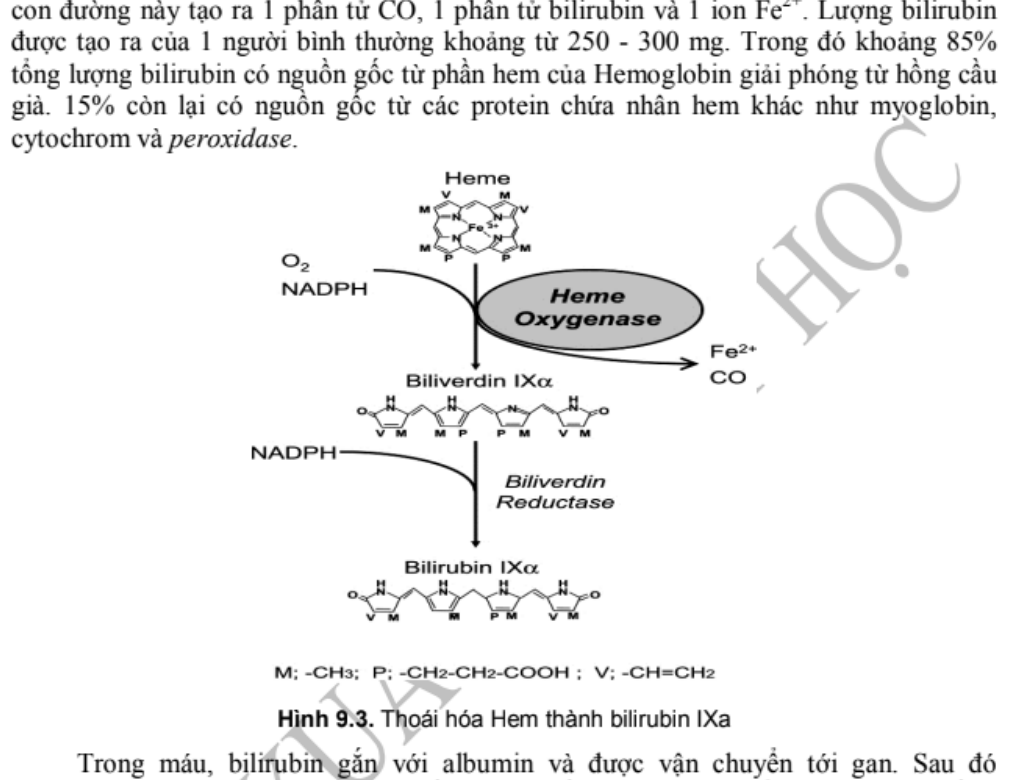 con đường này tạo ra 1 phân tử CO, 1 phân tử bilirubin và 1 ion Fe²⁺. Lượng bilirubin
được tạo ra của 1 người bình thường khoảng từ 250 - 300 mg. Trong đó khoảng 85%
tổng lượng bilirubin có nguồn gốc từ phần hem của Hemoglobin giải phóng từ hồng cầu
già. 15% còn lại có nguồn gốc từ các protein chứa nhân hem khác như myoglobin,
cytochrom và peroxidase.
Heme
V M
M N N V
Fe 3+
M N N M
P P
O₂
NADPH
Heme
Oxygenase
Fe²⁺
CO
Biliverdin IXα
H H H
O N N N N O
V M M P P M V M
NADPH
Biliverdin
Reductase
Bilirubin IXα
H H H H
O N N N N O
V M M P M V M
M; -CH₃; P; -CH₂-CH₂-COOH ; V; -CH=CH₂
Hình 9.3. Thoái hóa Hem thành bilirubin IXa
Trong máu, bilirubin gắn với albumin và được vận chuyển tới gan. Sau đó
HỌC
KHOA